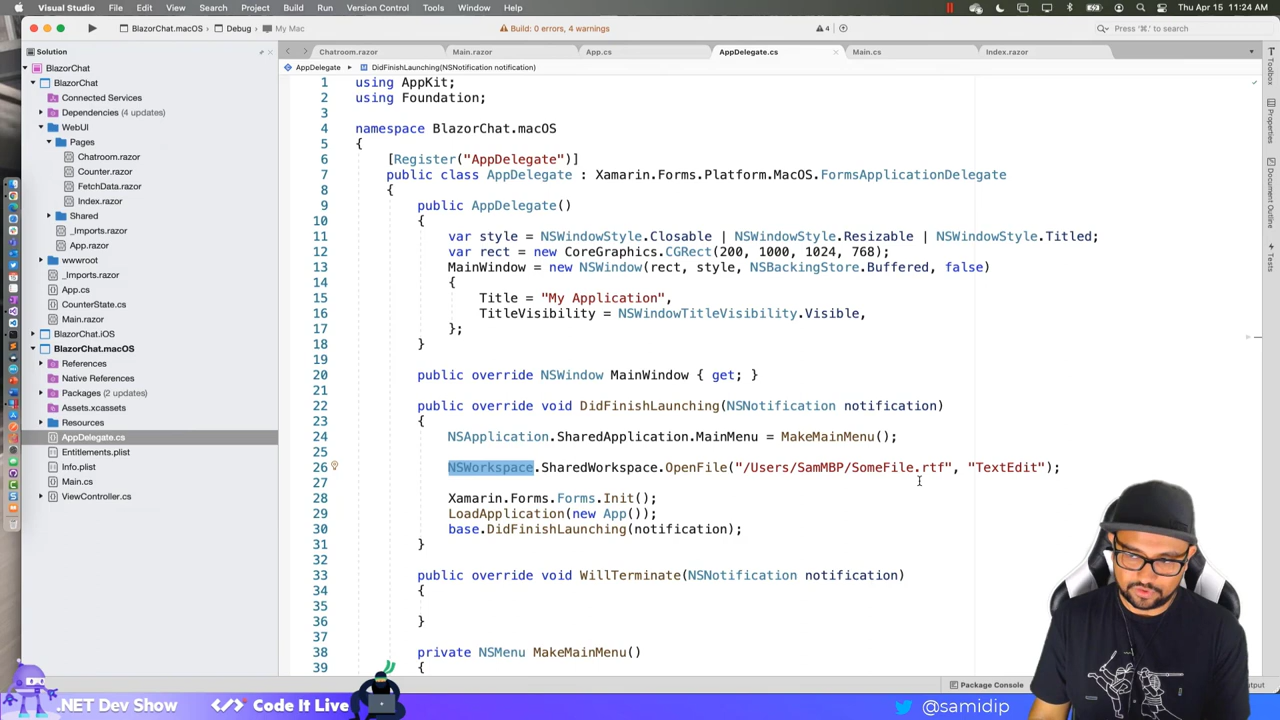 Visual Studio File Edit View Search Project Build Run Version Control Tools Window Help Thu Apr 15 11:24 AM
BlazorChat.macOS Debug My Mac Build: 0 errors, 4 warnings 4 Press '⌘.' to search
Solution
Chatroom.razor Main.razor App.cs AppDelegate.cs Main.cs Index.razor
AppDelegate DidFinishLaunching(NSNotification notification)
BlazorChat
BlazorChat
Connected Services
Dependencies (4 updates)
WebUI
Pages
Chatroom.razor
Counter.razor
FetchData.razor
Index.razor
Shared
_Imports.razor
App.razor
wwwroot
_Imports.razor
App.cs
CounterState.cs
Main.razor
BlazorChat.iOS
BlazorChat.macOS
References
Native References
Packages (2 updates)
Assets.xcassets
Resources
AppDelegate.cs
Entitlements.plist
Info.plist
Main.cs
ViewController.cs
1 using AppKit;
2 using Foundation;
3
4 namespace BlazorChat.macOS
5 {
6 [Register("AppDelegate")]
7 public class AppDelegate : Xamarin.Forms.Platform.MacOS.FormsApplicationDelegate
8 {
9 public AppDelegate()
10 {
11 var style = NSWindowStyle.Closable | NSWindowStyle.Resizable | NSWindowStyle.Titled;
12 var rect = new CoreGraphics.CGRect(200, 1000, 1024, 768);
13 MainWindow = new NSWindow(rect, style, NSBackingStore.Buffered, false)
14 {
15 Title = "My Application",
16 TitleVisibility = NSWindowTitleVisibility.Visible,
17 };
18 }
19
20 public override NSWindow MainWindow { get; }
21
22 public override void DidFinishLaunching(NSNotification notification)
23 {
24 NSApplication.SharedApplication.MainMenu = MakeMainMenu();
25
26 NSWorkspace.SharedWorkspace.OpenFile("/Users/SamMBP/SomeFile.rtf", "TextEdit");
27
28 Xamarin.Forms.Forms.Init();
29 LoadApplication(new App());
30 base.DidFinishLaunching(notification);
31 }
32
33 public override void WillTerminate(NSNotification notification)
34 {
35
36 }
37
38 private NSMenu MakeMainMenu()
39 {
Toolbox
Properties
Document Outline
Tests
Package Console
.NET Dev Show Code It Live @samidip